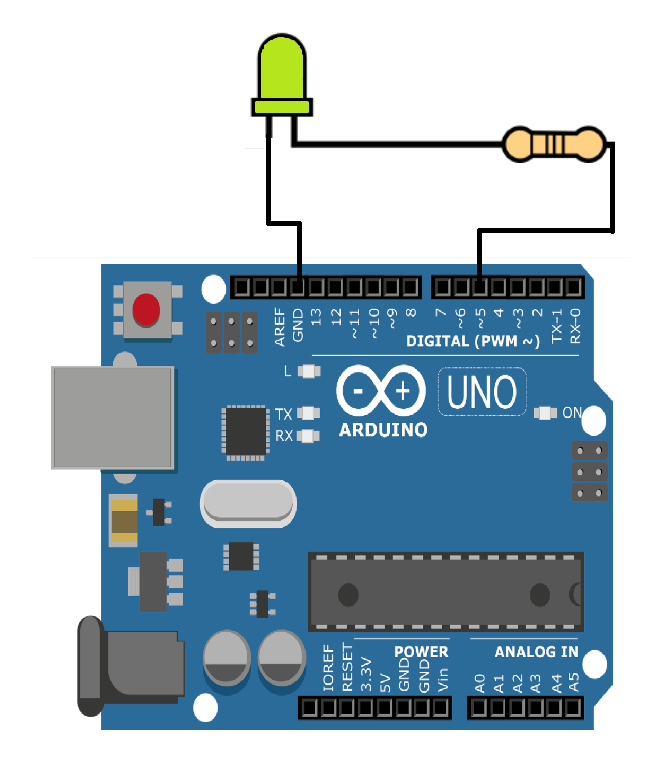 AREF
GND
13
12
~11
~10
~9
8
7
~6
~5
4
~3
2
TX-1
RX-0
DIGITAL (PWM ~)
L
TX
RX
- +
ARDUINO
UNO
ON
POWER
ANALOG IN
IOREF
RESET
3.3V
5V
GND
GND
Vin
A0
A1
A2
A3
A4
A5